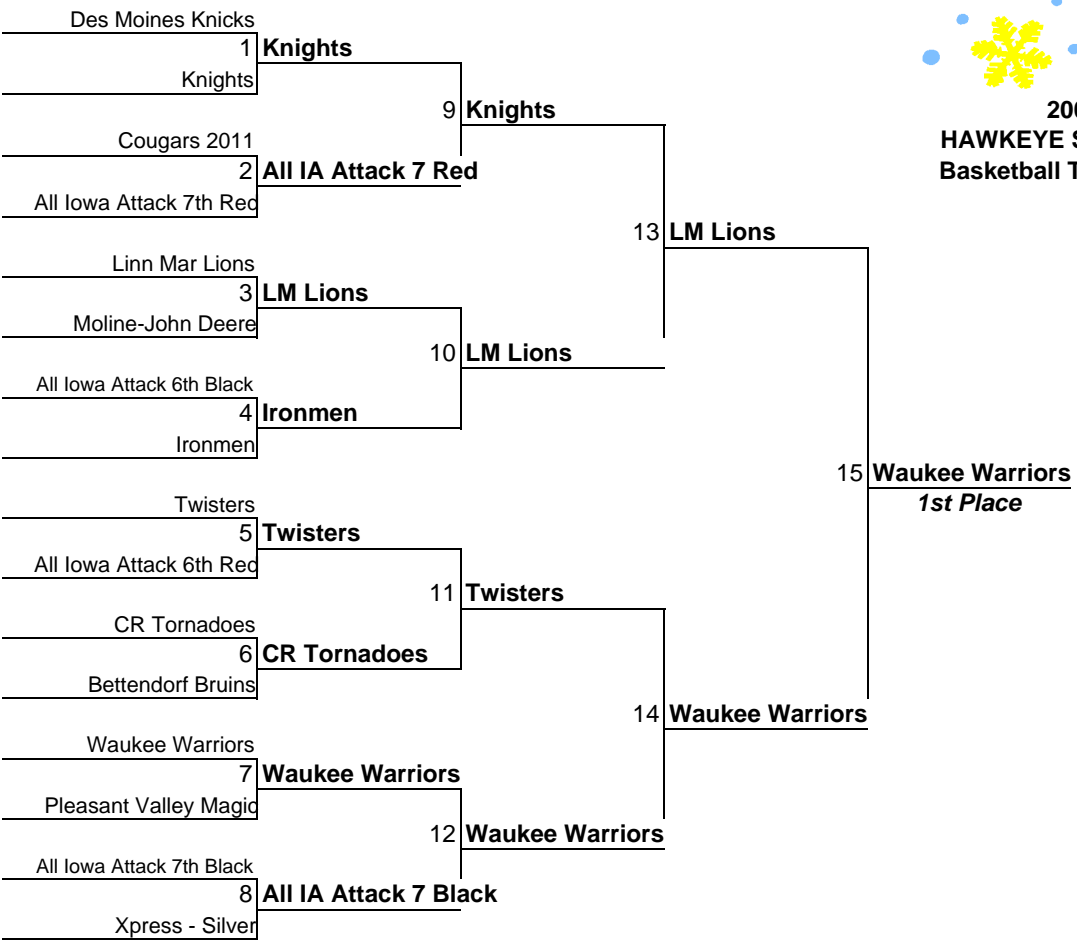 Des Moines Knicks
1 Knights
Knights
9 Knights
200
Cougars 2011
HAWKEYE S
2 All IA Attack 7 Red
Basketball T
All Iowa Attack 7th Red
13 LM Lions
Linn Mar Lions
3 LM Lions
Moline-John Deere
10 LM Lions
All Iowa Attack 6th Black
4 Ironmen
Ironmen
15 Waukee Warriors
1st Place
Twisters
5 Twisters
All Iowa Attack 6th Red
11 Twisters
CR Tornadoes
6 CR Tornadoes
Bettendorf Bruins
14 Waukee Warriors
Waukee Warriors
7 Waukee Warriors
Pleasant Valley Magic
12 Waukee Warriors
All Iowa Attack 7th Black
8 All IA Attack 7 Black
Xpress - Silver